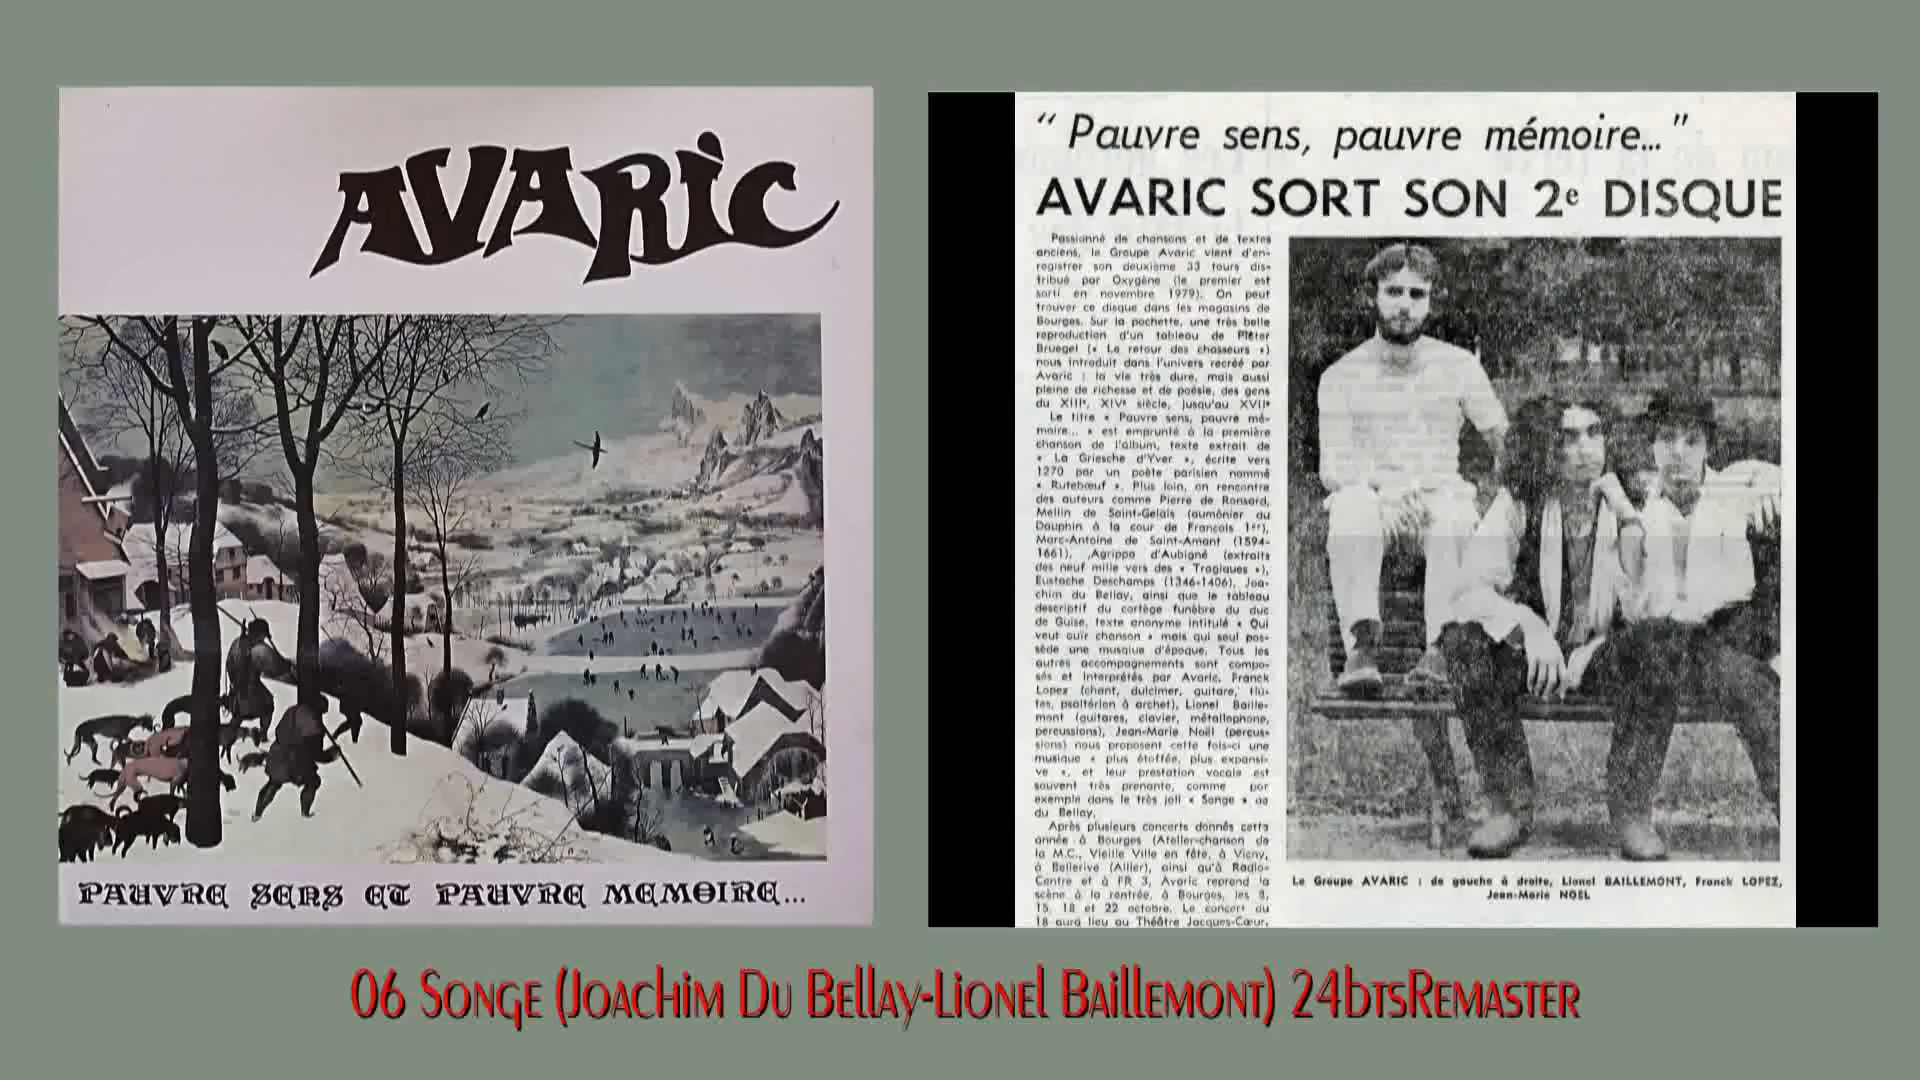 AVARIC
PAUVRE SENS ET PAUVRE MEMOIRE...
“ Pauvre sens, pauvre mémoire... ”
AVARIC SORT SON 2e DISQUE
Passionné de chansons et de textes
anciens, le Groupe Avaric vient d'en-
registrer son deuxième 33 tours dis-
tribué par Oxygène (le premier est
sorti en novembre 1979). On peut
trouver ce disque dans les magasins de
Bourges. Sur la pochette, une très belle
reproduction d'un tableau de Pieter
Bruegel (« Le retour des chasseurs »)
nous introduit dans l'univers recréé par
Avaric : la vie très dure, mais aussi
pleine de richesse et de poésie, des gens
du XIIIe, XIVe siècle, jusqu'au XVIIe
Le titre « Pauvre sens, pauvre mé-
moire... » est emprunté à la première
chanson de l'album, texte extrait de
« La Griesche d'Yver », écrite vers
1270 par un poète parisien nommé
« Rutebœuf ». Plus loin, on rencontre
des auteurs comme Pierre de Ronsard,
Mellin de Saint-Gelais (aumônier du
Dauphin à la cour de François 1er),
Marc-Antoine de Saint-Amant (1594-
1661), Agrippa d'Aubigné (extraits
des neuf mille vers des « Tragiques »),
Eustache Deschamps (1346-1406), Joa-
chim du Bellay, ainsi que le tableau
descriptif du cortège funèbre du duc
de Guise, texte anonyme intitulé « Qui
veut ouïr chanson » mais qui seul pos-
sède une musique d'époque. Tous les
autres accompagnements sont compo-
sés et interprétés par Avaric. Franck
Lopez (chant, dulcimer, guitare, flû-
tes, psaltérion à archet), Lionel Baille-
mont (guitares, clavier, métallophone,
percussions), Jean-Marie Noël (percus-
sions) nous proposent cette fois-ci une
musique « plus étoffée, plus expansi-
ve », et leur prestation vocale est
souvent très prenante, comme par
exemple dans le très joli « Songe » de
du Bellay.
Après plusieurs concerts donnés cette
année à Bourges (Atelier-chanson de
la M.C., Vieille Ville en fête, à Vigny,
à Bellerive (Allier), ainsi qu'à Radio-
Centre et à FR 3, Avaric reprend la
scène à la rentrée, à Bourges, les 8,
15, 18 et 22 octobre. Le concert du
18 aura lieu au Théâtre Jacques-Cœur,
Le Groupe AVARIC : de gauche à droite, Lionel BAILLEMONT, Franck LOPEZ,
Jean-Marie NOEL
06 Songe (Joachim Du Bellay-Lionel Baillemont) 24btsRemaster